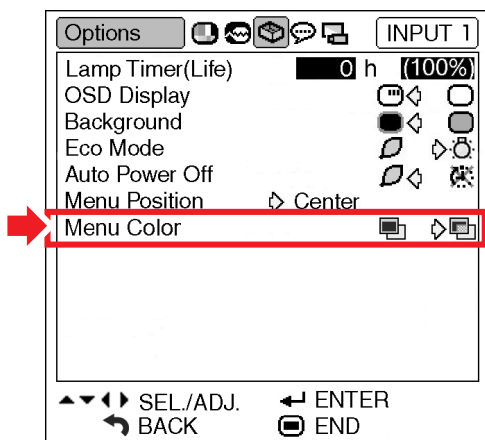 Options INPUT 1
Lamp Timer(Life) 0 h (100%)
OSD Display
Background
Eco Mode
Auto Power Off
Menu Position Center
Menu Color
SEL./ADJ. ENTER
BACK END